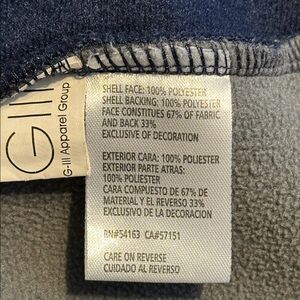 GIII
G-III Apparel Group
SHELL FACE: 100% POLYESTER
SHELL BACKING: 100% POLYESTER
FACE CONSTITUES 67% OF FABRIC
AND BACK 33%
EXCLUSIVE OF DECORATION
EXTERIOR CARA: 100% POLIESTER
EXTERIOR PARTE ATRAS:
100% POLIESTER
CARA COMPUESTO DE 67% DE
MATERIAL Y EL REVERSO 33%
EXCLUSIVO DE LA DECORACION
RN#54163 CA#57151
CARE ON REVERSE
CUIDADO AL REVERSO